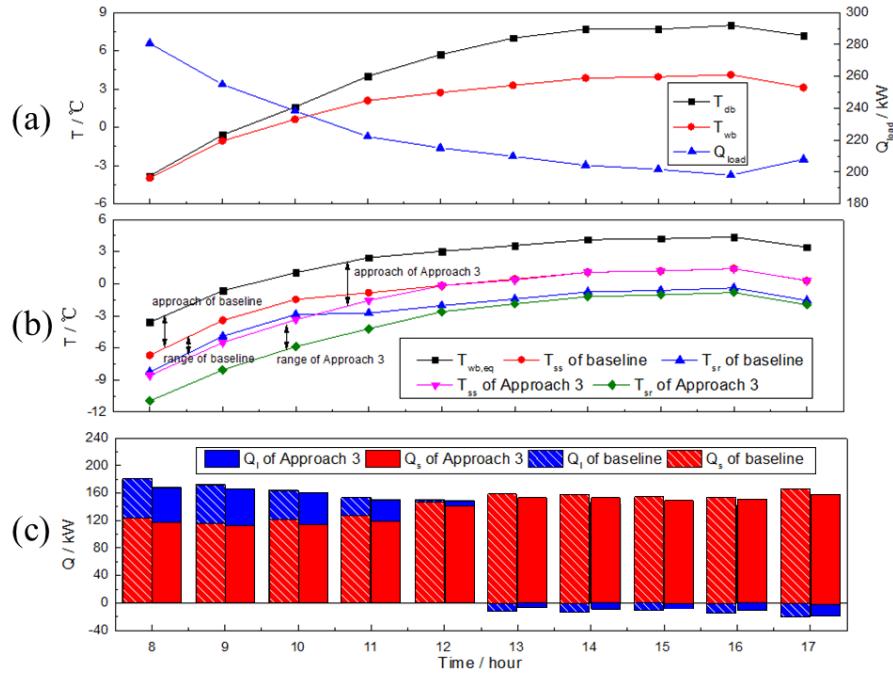 (a)
T / ℃
9
6
3
0
-3
-6
T_db
T_wb
Q_load
300
280
260
240
220
200
180
Q_load / kW
(b)
T / ℃
6
3
0
-3
-6
-9
-12
approach of baseline
range of baseline
approach of Approach 3
range of Approach 3
T_wb,eq T_ss of baseline T_sr of baseline
T_ss of Approach 3 T_sr of Approach 3
(c)
Q / kW
240
200
160
120
80
40
0
-40
Q_l of Approach 3 Q_s of Approach 3 Q_l of baseline Q_s of baseline
8 9 10 11 12 13 14 15 16 17
Time / hour